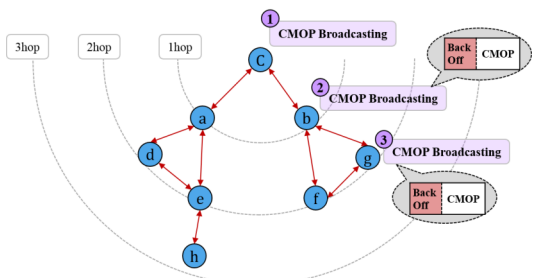 1
CMOP Broadcasting
3hop
2hop
1hop
C
2
CMOP Broadcasting
Back
Off
CMOP
a
b
3
CMOP Broadcasting
d
g
e
f
Back
Off
CMOP
h